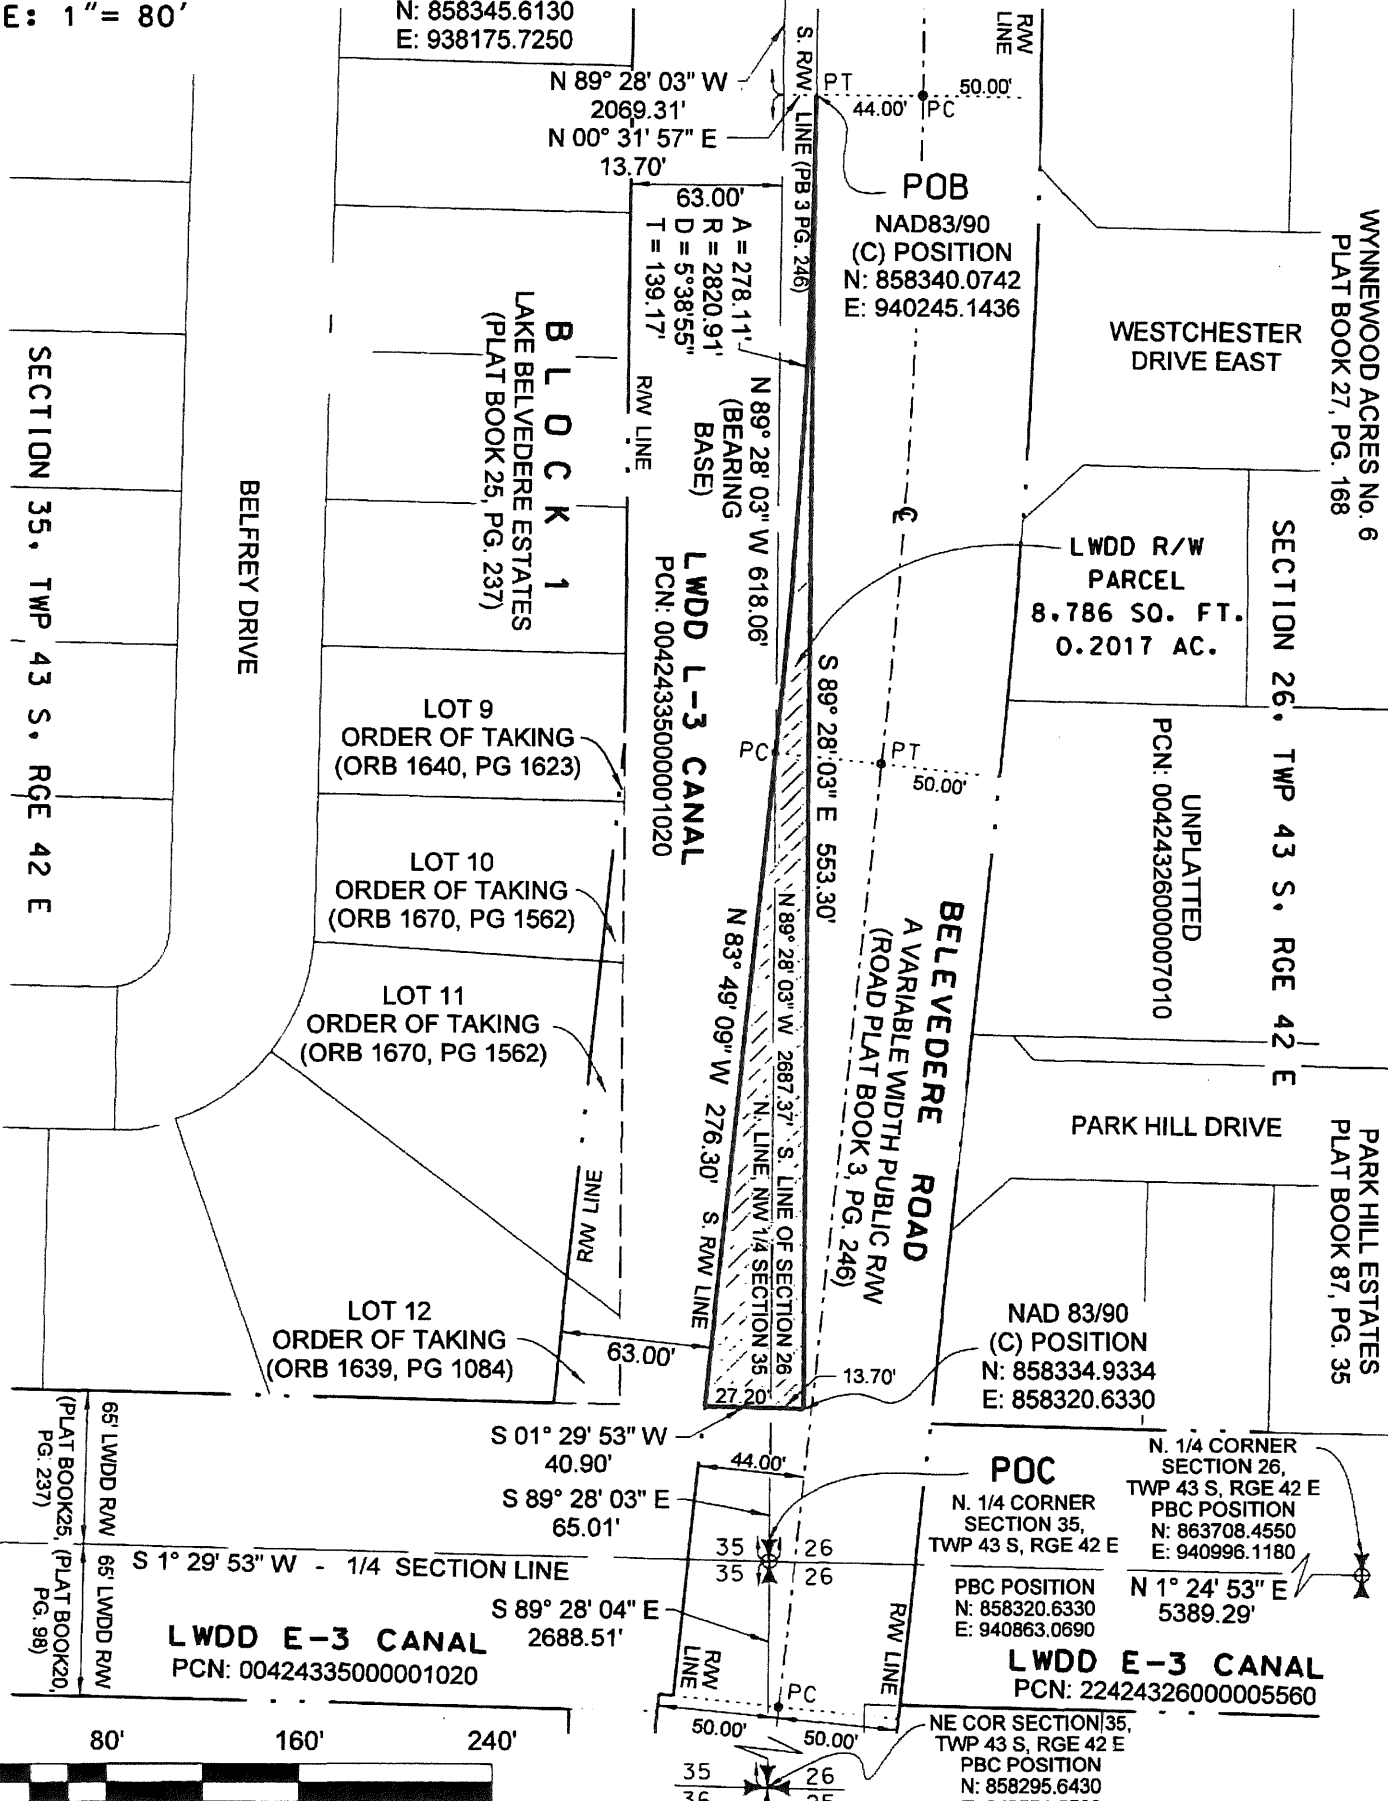 E: 1"= 80'
N: 858345.6130
E: 938175.7250
N 89° 28' 03" W
2069.31'
N 00° 31' 57" E
13.70'
63.00'
S. R/W LINE (PB 3 PG. 246)
PT
44.00'
PC
50.00'
R/W
LINE
POB
NAD83/90
(C) POSITION
N: 858340.0742
E: 940245.1436
A = 278.11'
R = 2820.91'
D = 5°38'55"
T = 139.17'
WYNNEWOOD ACRES No. 6
PLAT BOOK 27, PG. 168
WESTCHESTER
DRIVE EAST
BLOCK 1
LAKE BELVEDERE ESTATES
(PLAT BOOK 25, PG. 237)
R/W LINE
N 89° 28' 03" W 618.06'
(BEARING
BASE)
SECTION 35, TWP 43 S, RGE 42 E
BELFREY DRIVE
LWDD L-3 CANAL
PCN: 00424335000001020
℄
LWDD R/W
PARCEL
8,786 SQ. FT.
0.2017 AC.
SECTION 26, TWP 43 S, RGE 42 E
S 89° 28' 03" E 553.30'
LOT 9
ORDER OF TAKING
(ORB 1640, PG 1623)
PC
PT
50.00'
UNPLATTED
PCN: 00424326000007010
LOT 10
ORDER OF TAKING
(ORB 1670, PG 1562)
LOT 11
ORDER OF TAKING
(ORB 1670, PG 1562)
N 83° 49' 09" W 276.30' S. R/W LINE
N 89° 28' 03" W 2687.37' S. LINE OF SECTION 26
N. LINE NW 1/4 SECTION 35
BELEVEDERE ROAD
A VARIABLE WIDTH PUBLIC R/W
(ROAD PLAT BOOK 3, PG. 246)
PARK HILL DRIVE
PARK HILL ESTATES
PLAT BOOK 87, PG. 35
R/W LINE
LOT 12
ORDER OF TAKING
(ORB 1639, PG 1084)
63.00'
NAD 83/90
(C) POSITION
N: 858334.9334
E: 858320.6330
13.70'
27.20'
S 01° 29' 53" W
40.90'
44.00'
S 89° 28' 03" E
65.01'
POC
N. 1/4 CORNER
SECTION 35,
TWP 43 S, RGE 42 E
PBC POSITION
N: 858320.6330
E: 940863.0690
N. 1/4 CORNER
SECTION 26,
TWP 43 S, RGE 42 E
PBC POSITION
N: 863708.4550
E: 940996.1180
N 1° 24' 53" E
5389.29'
65' LWDD R/W
(PLAT BOOK25,
PG. 237)
65' LWDD R/W
(PLAT BOOK20,
PG. 98)
S 1° 29' 53" W - 1/4 SECTION LINE
35 26
35 26
S 89° 28' 04" E
2688.51'
LWDD E-3 CANAL
PCN: 00424335000001020
R/W
LINE
R/W LINE
LWDD E-3 CANAL
PCN: 22424326000005560
PC
50.00'
50.00'
NE COR SECTION 35,
TWP 43 S, RGE 42 E
PBC POSITION
N: 858295.6430
80' 160' 240'
35 26
36 25